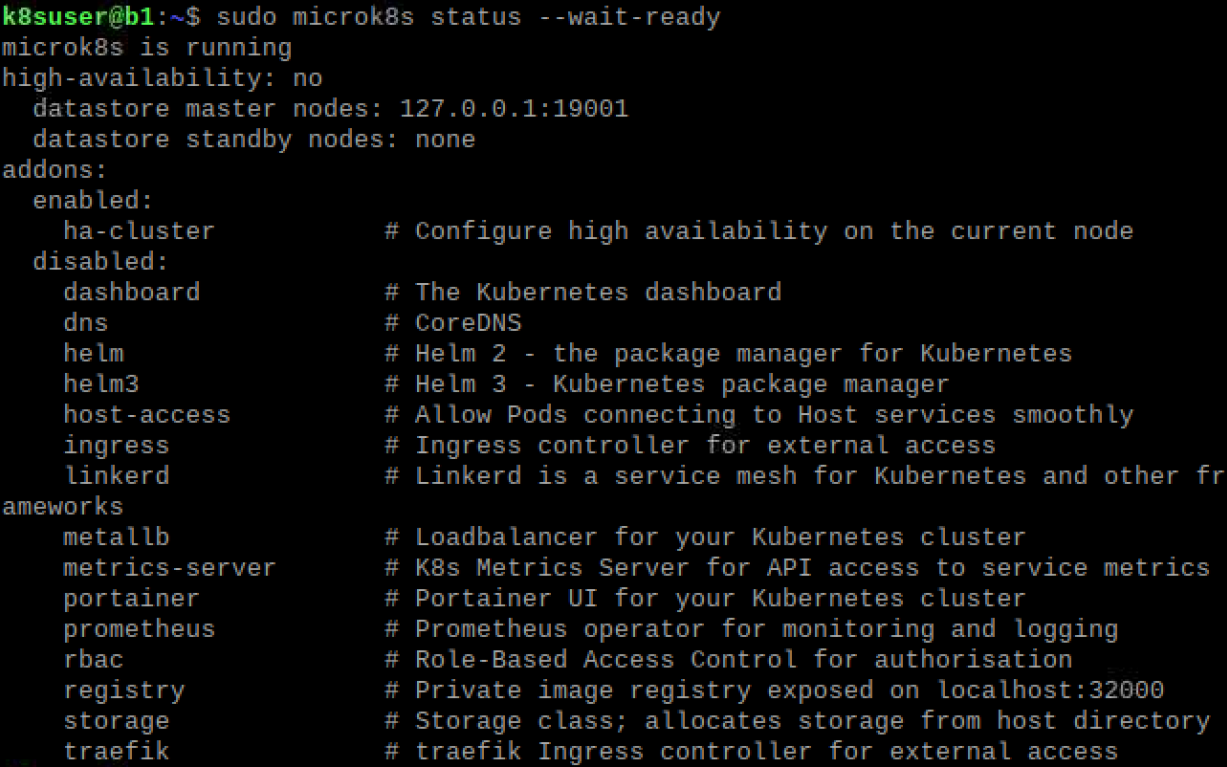 k8suser@b1:~$ sudo microk8s status --wait-ready
microk8s is running
high-availability: no
  datastore master nodes: 127.0.0.1:19001
  datastore standby nodes: none
addons:
  enabled:
    ha-cluster           # Configure high availability on the current node
  disabled:
    dashboard            # The Kubernetes dashboard
    dns                  # CoreDNS
    helm                 # Helm 2 - the package manager for Kubernetes
    helm3                # Helm 3 - Kubernetes package manager
    host-access          # Allow Pods connecting to Host services smoothly
    ingress              # Ingress controller for external access
    linkerd              # Linkerd is a service mesh for Kubernetes and other fr
ameworks
    metallb              # Loadbalancer for your Kubernetes cluster
    metrics-server       # K8s Metrics Server for API access to service metrics
    portainer            # Portainer UI for your Kubernetes cluster
    prometheus           # Prometheus operator for monitoring and logging
    rbac                 # Role-Based Access Control for authorisation
    registry             # Private image registry exposed on localhost:32000
    storage              # Storage class; allocates storage from host directory
    traefik              # traefik Ingress controller for external access